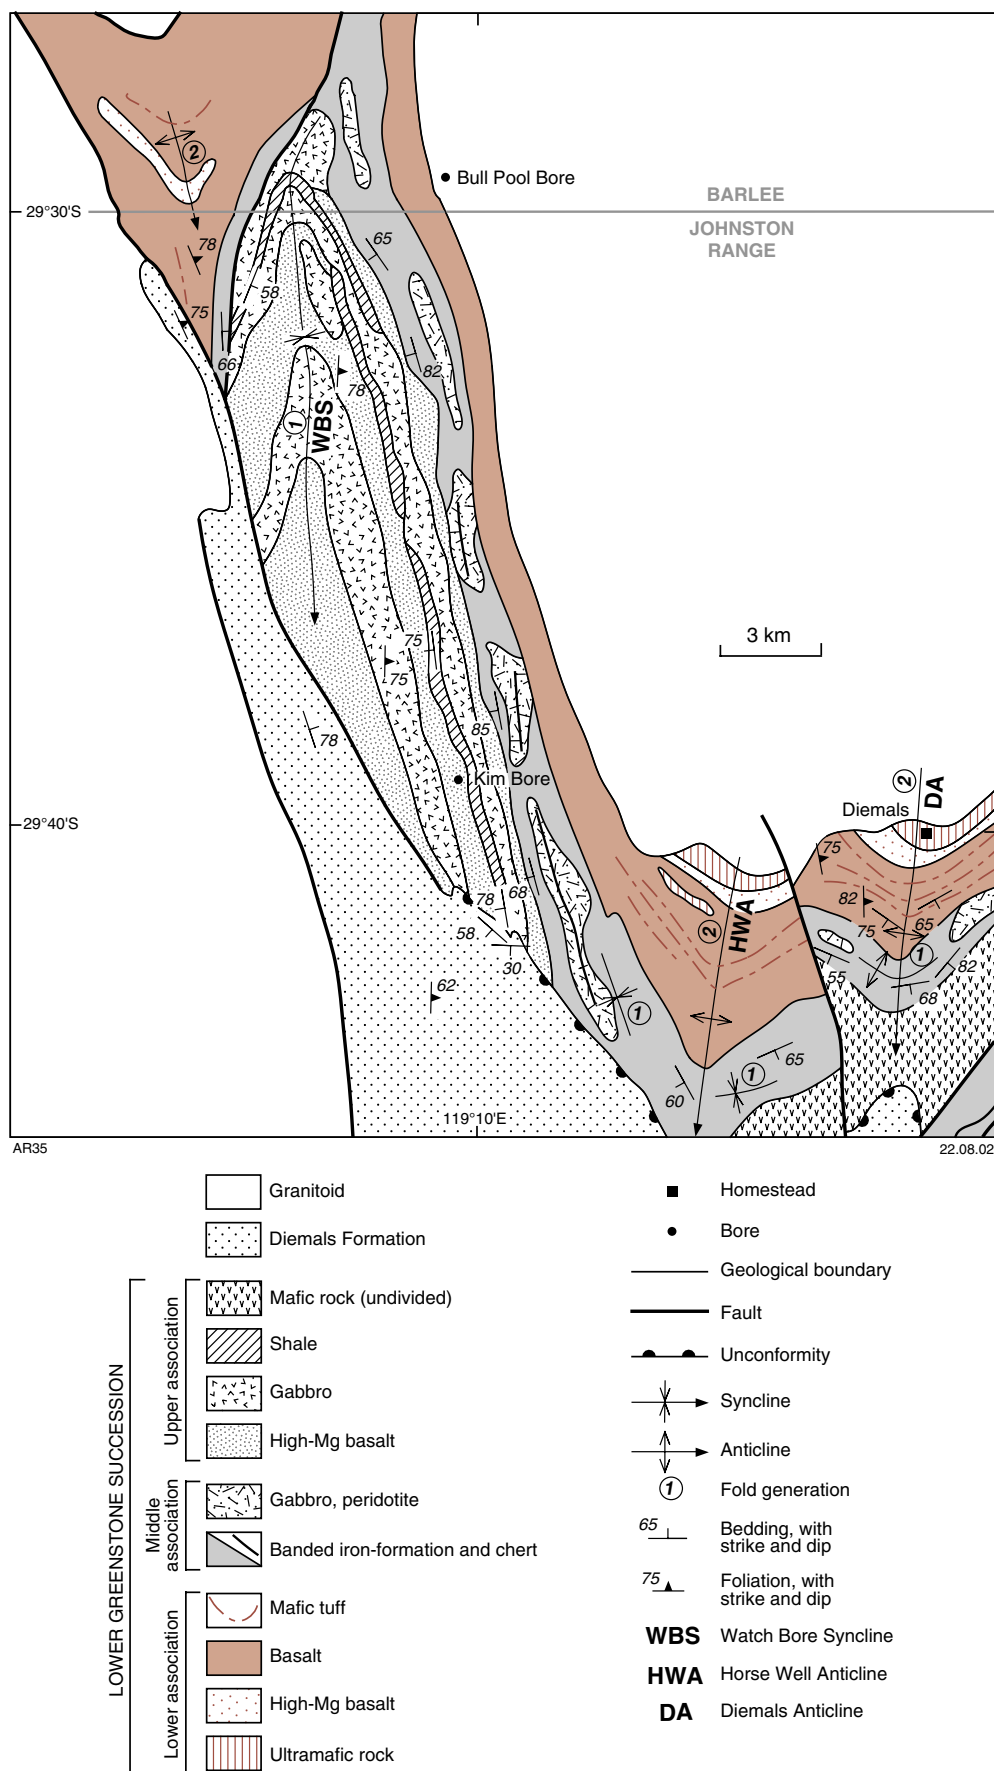 2
Bull Pool Bore
BARLEE
29°30'S
JOHNSTON
RANGE
78
65
58
75
66
82
78
1
WBS
3 km
75
75
85
78
Kim Bore
2
DA
Diemals
29°40'S
75
82
78
68
58
5
30
2
HWA
75
65
1
82
55
68
62
1
65
1
60
119°10'E
AR35
22.08.02
Granitoid
Diemals Formation
Mafic rock (undivided)
Shale
Gabbro
High-Mg basalt
Upper association
Gabbro, peridotite
Banded iron-formation and chert
Middle
association
Mafic tuff
Basalt
High-Mg basalt
Ultramafic rock
Lower association
LOWER GREENSTONE SUCCESSION
Homestead
Bore
Geological boundary
Fault
Unconformity
Syncline
Anticline
1
Fold generation
65
Bedding, with
strike and dip
75
Foliation, with
strike and dip
WBS Watch Bore Syncline
HWA Horse Well Anticline
DA Diemals Anticline